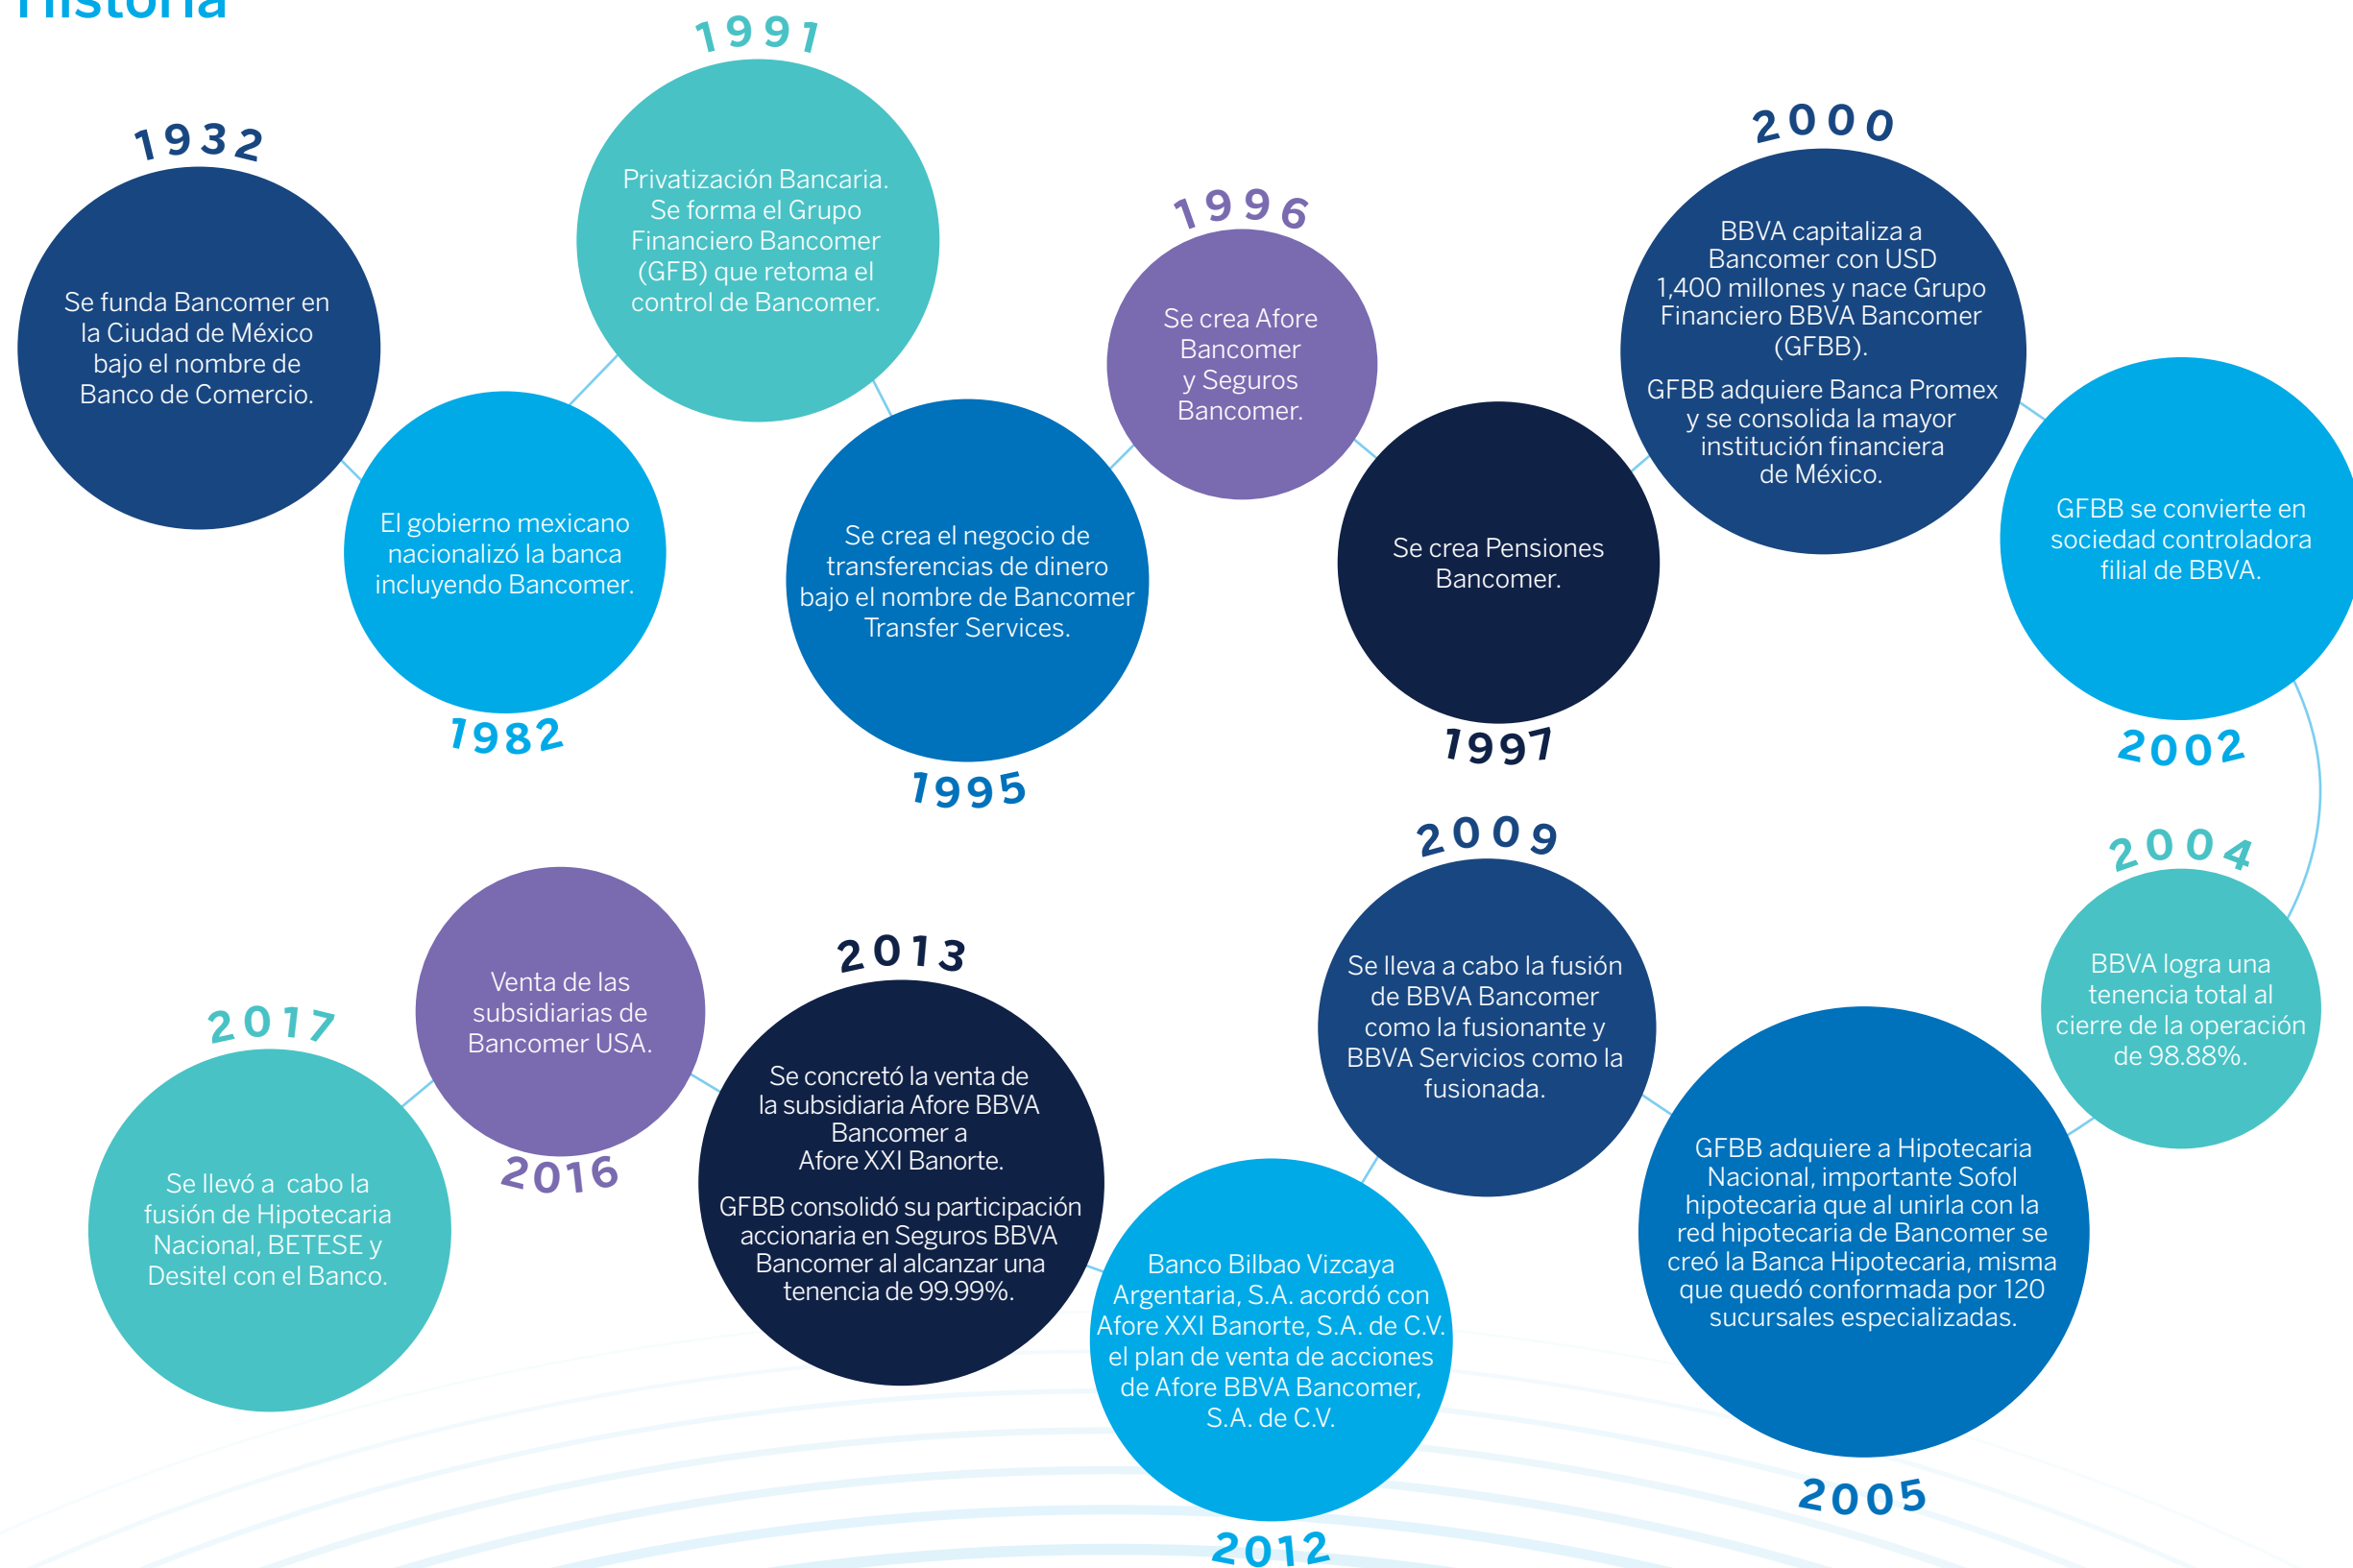 Historia
1932
Se funda Bancomer en
la Ciudad de México
bajo el nombre de
Banco de Comercio.
El gobierno mexicano
nacionalizó la banca
incluyendo Bancomer.
1982
1991
Privatización Bancaria.
Se forma el Grupo
Financiero Bancomer
(GFB) que retoma el
control de Bancomer.
Se crea el negocio de
transferencias de dinero
bajo el nombre de Bancomer
Transfer Services.
1995
1996
Se crea Afore
Bancomer
y Seguros
Bancomer.
Se crea Pensiones
Bancomer.
1997
2000
BBVA capitaliza a
Bancomer con USD
1,400 millones y nace Grupo
Financiero BBVA Bancomer
(GFBB).
GFBB adquiere Banca Promex
y se consolida la mayor
institución financiera
de México.
GFBB se convierte en
sociedad controladora
filial de BBVA.
2002
2004
BBVA logra una
tenencia total al
cierre de la operación
de 98.88%.
GFBB adquiere a Hipotecaria
Nacional, importante Sofol
hipotecaria que al unirla con la
red hipotecaria de Bancomer se
creó la Banca Hipotecaria, misma
que quedó conformada por 120
sucursales especializadas.
2005
2009
Se lleva a cabo la fusión
de BBVA Bancomer
como la fusionante y
BBVA Servicios como la
fusionada.
Banco Bilbao Vizcaya
Argentaria, S.A. acordó con
Afore XXI Banorte, S.A. de C.V.
el plan de venta de acciones
de Afore BBVA Bancomer,
S.A. de C.V.
2012
2013
Se concretó la venta de
la subsidiaria Afore BBVA
Bancomer a
Afore XXI Banorte.
GFBB consolidó su participación
accionaria en Seguros BBVA
Bancomer al alcanzar una
tenencia de 99.99%.
Venta de las
subsidiarias de
Bancomer USA.
2016
2017
Se llevó a  cabo la
fusión de Hipotecaria
Nacional, BETESE y
Desitel con el Banco.